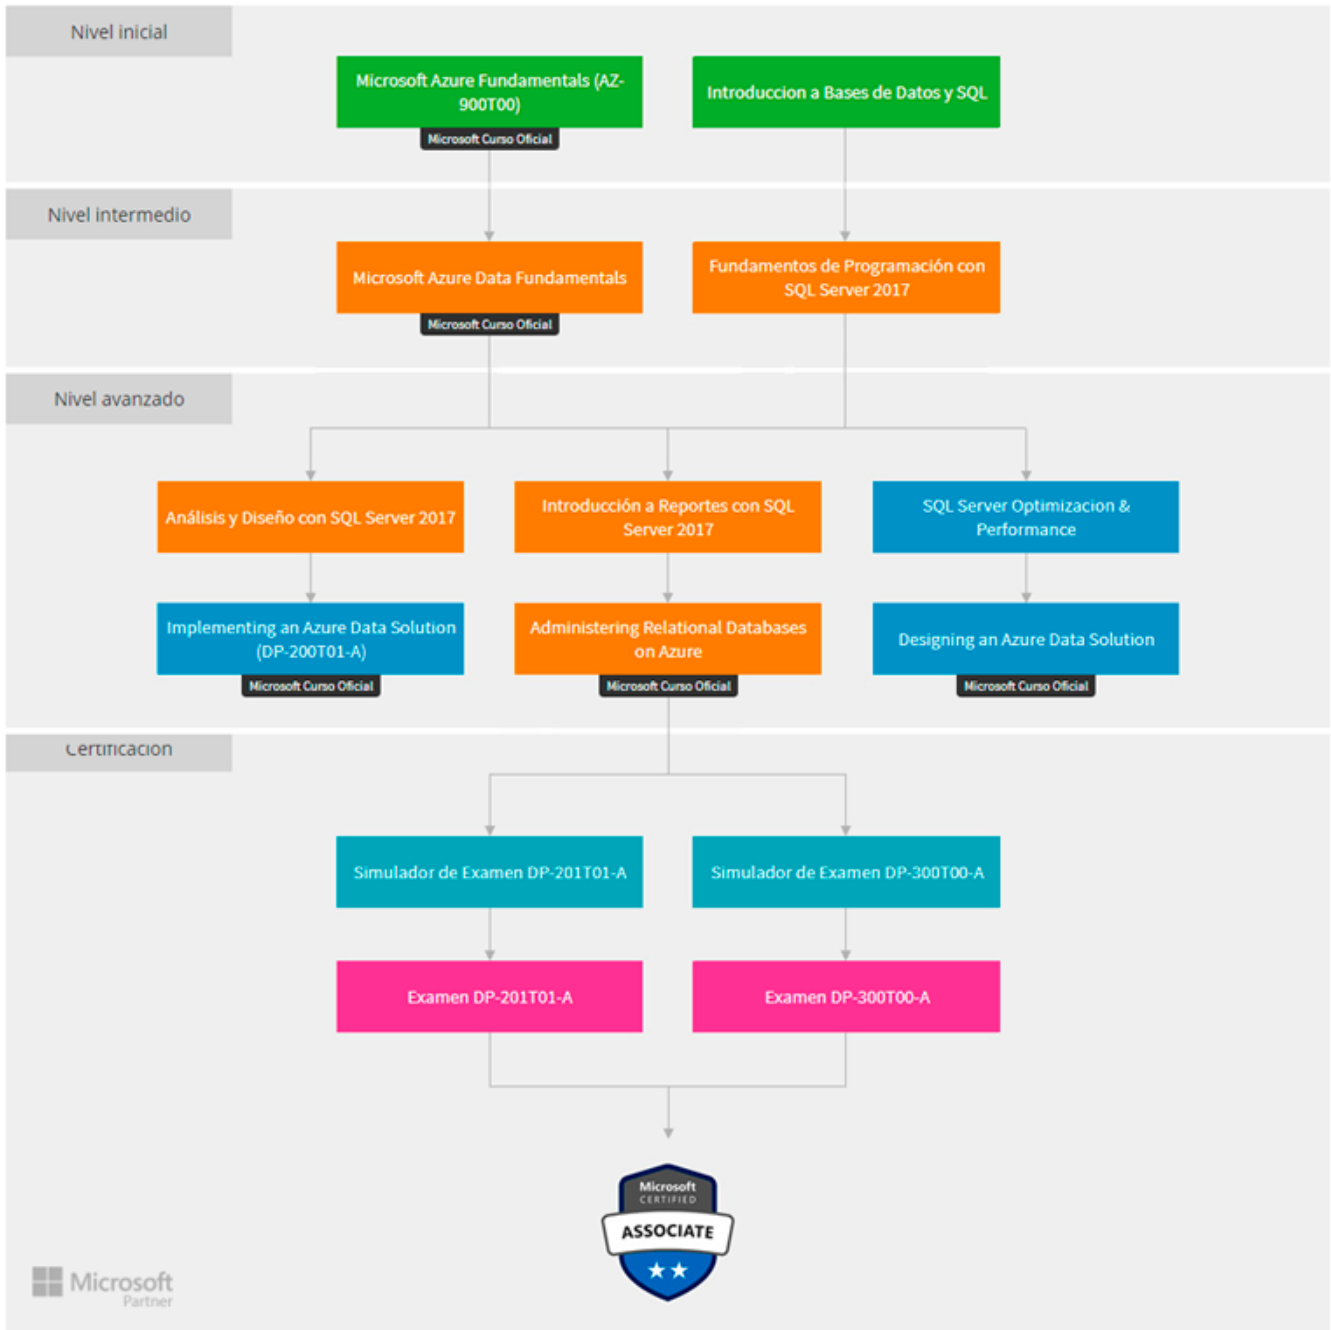 Nivel inicial
Microsoft Azure Fundamentals (AZ-
900T00)
Microsoft Curso Oficial
Introduccion a Bases de Datos y SQL
Nivel intermedio
Microsoft Azure Data Fundamentals
Microsoft Curso Oficial
Fundamentos de Programación con
SQL Server 2017
Nivel avanzado
Análisis y Diseño con SQL Server 2017
Introducción a Reportes con SQL
Server 2017
SQL Server Optimizacion &
Performance
Implementing an Azure Data Solution
(DP-200T01-A)
Microsoft Curso Oficial
Administering Relational Databases
on Azure
Microsoft Curso Oficial
Designing an Azure Data Solution
Microsoft Curso Oficial
Certificación
Simulador de Examen DP-201T01-A
Simulador de Examen DP-300T00-A
Examen DP-201T01-A
Examen DP-300T00-A
Microsoft
CERTIFIED
ASSOCIATE
Microsoft
Partner